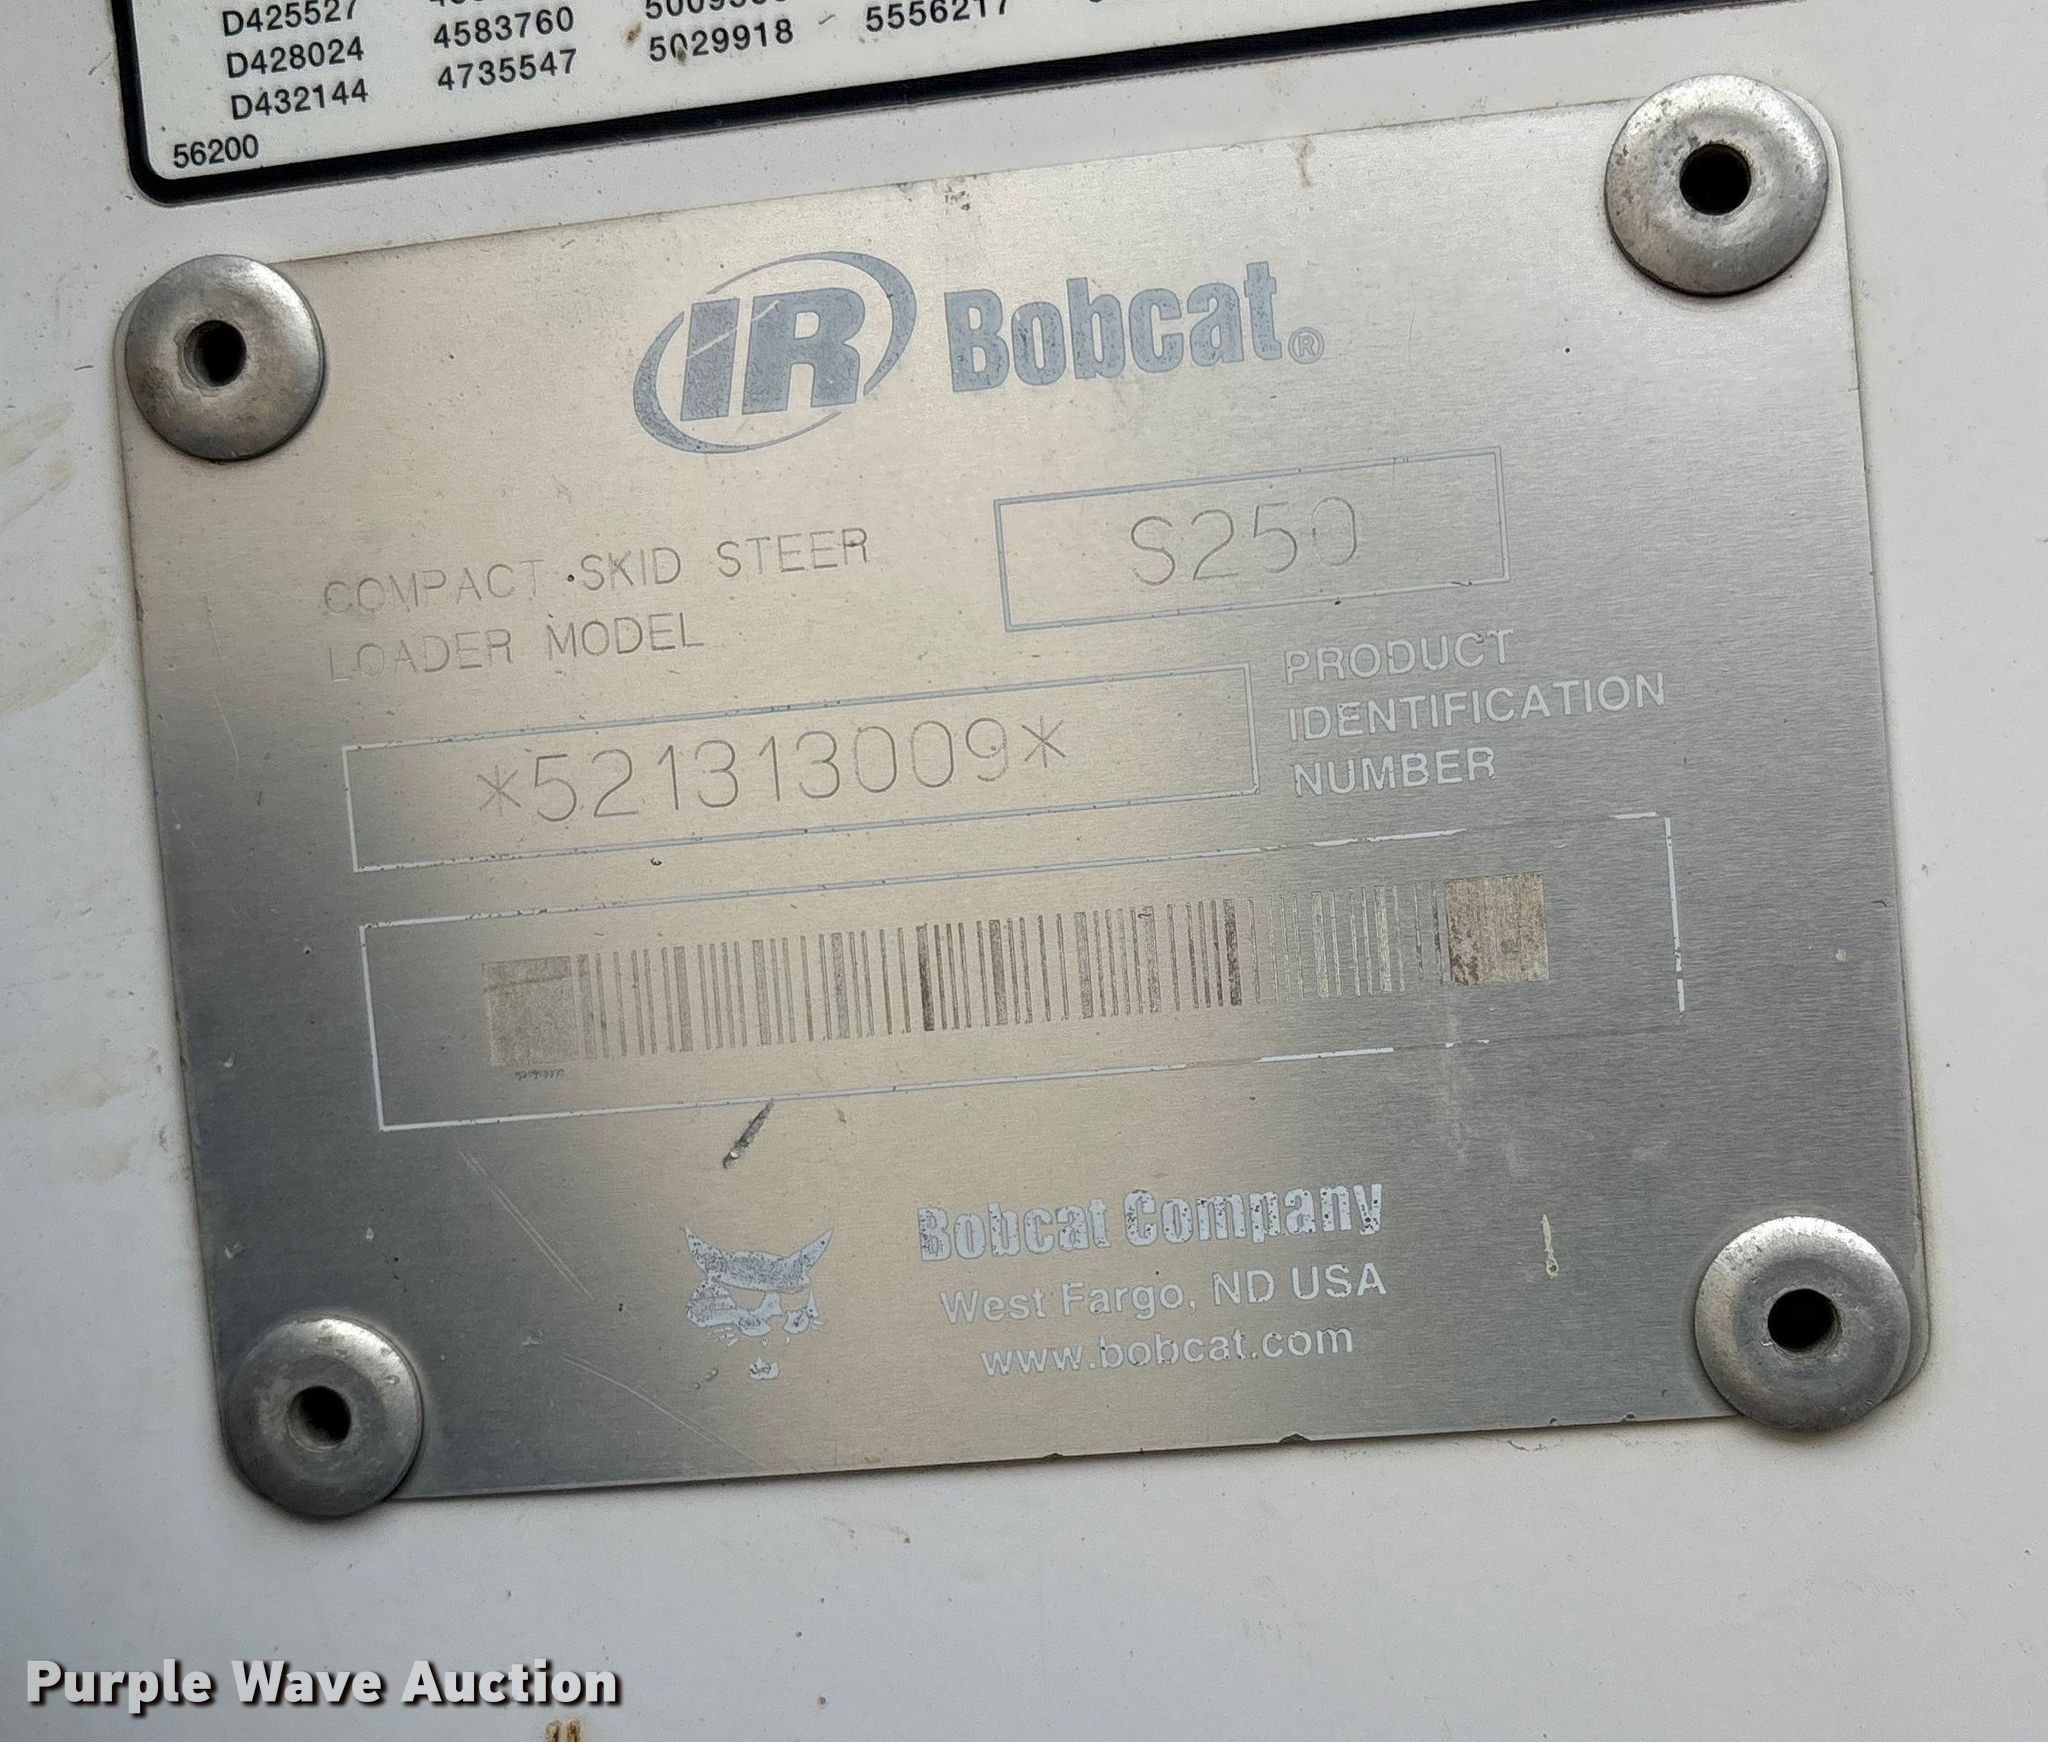 D425527
D428024 4583760
D432144 4735547 5029918 5556217
56200
IR Bobcat®
COMPACT SKID STEER
LOADER MODEL
S250
*521313009*
PRODUCT
IDENTIFICATION
NUMBER
Bobcat Company
West Fargo, ND USA
www.bobcat.com
Purple Wave Auction